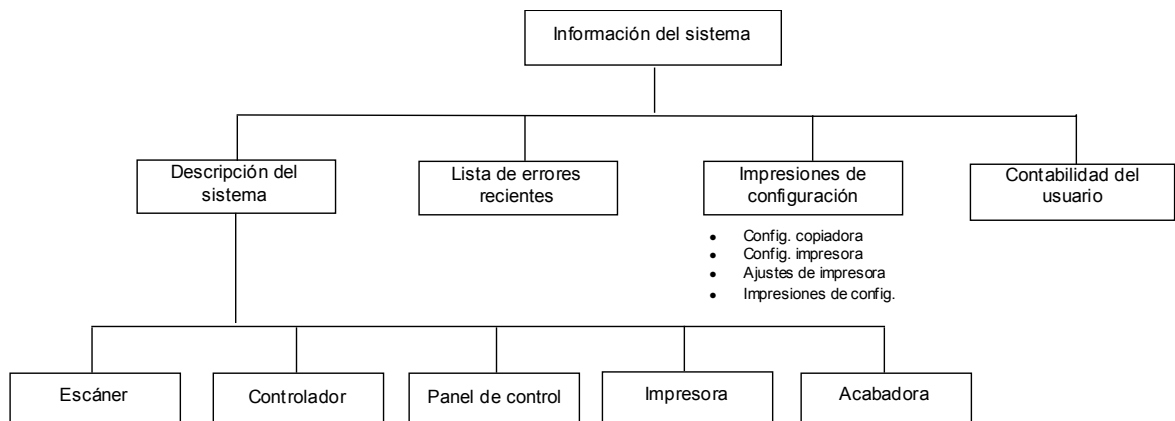 Información del sistema
Descripción del
sistema
Lista de errores
recientes
Impresiones de
configuración
Contabilidad del
usuario
• Config. copiadora
• Config. impresora
• Ajustes de impresora
• Impresiones de config.
Escáner
Controlador
Panel de control
Impresora
Acabadora